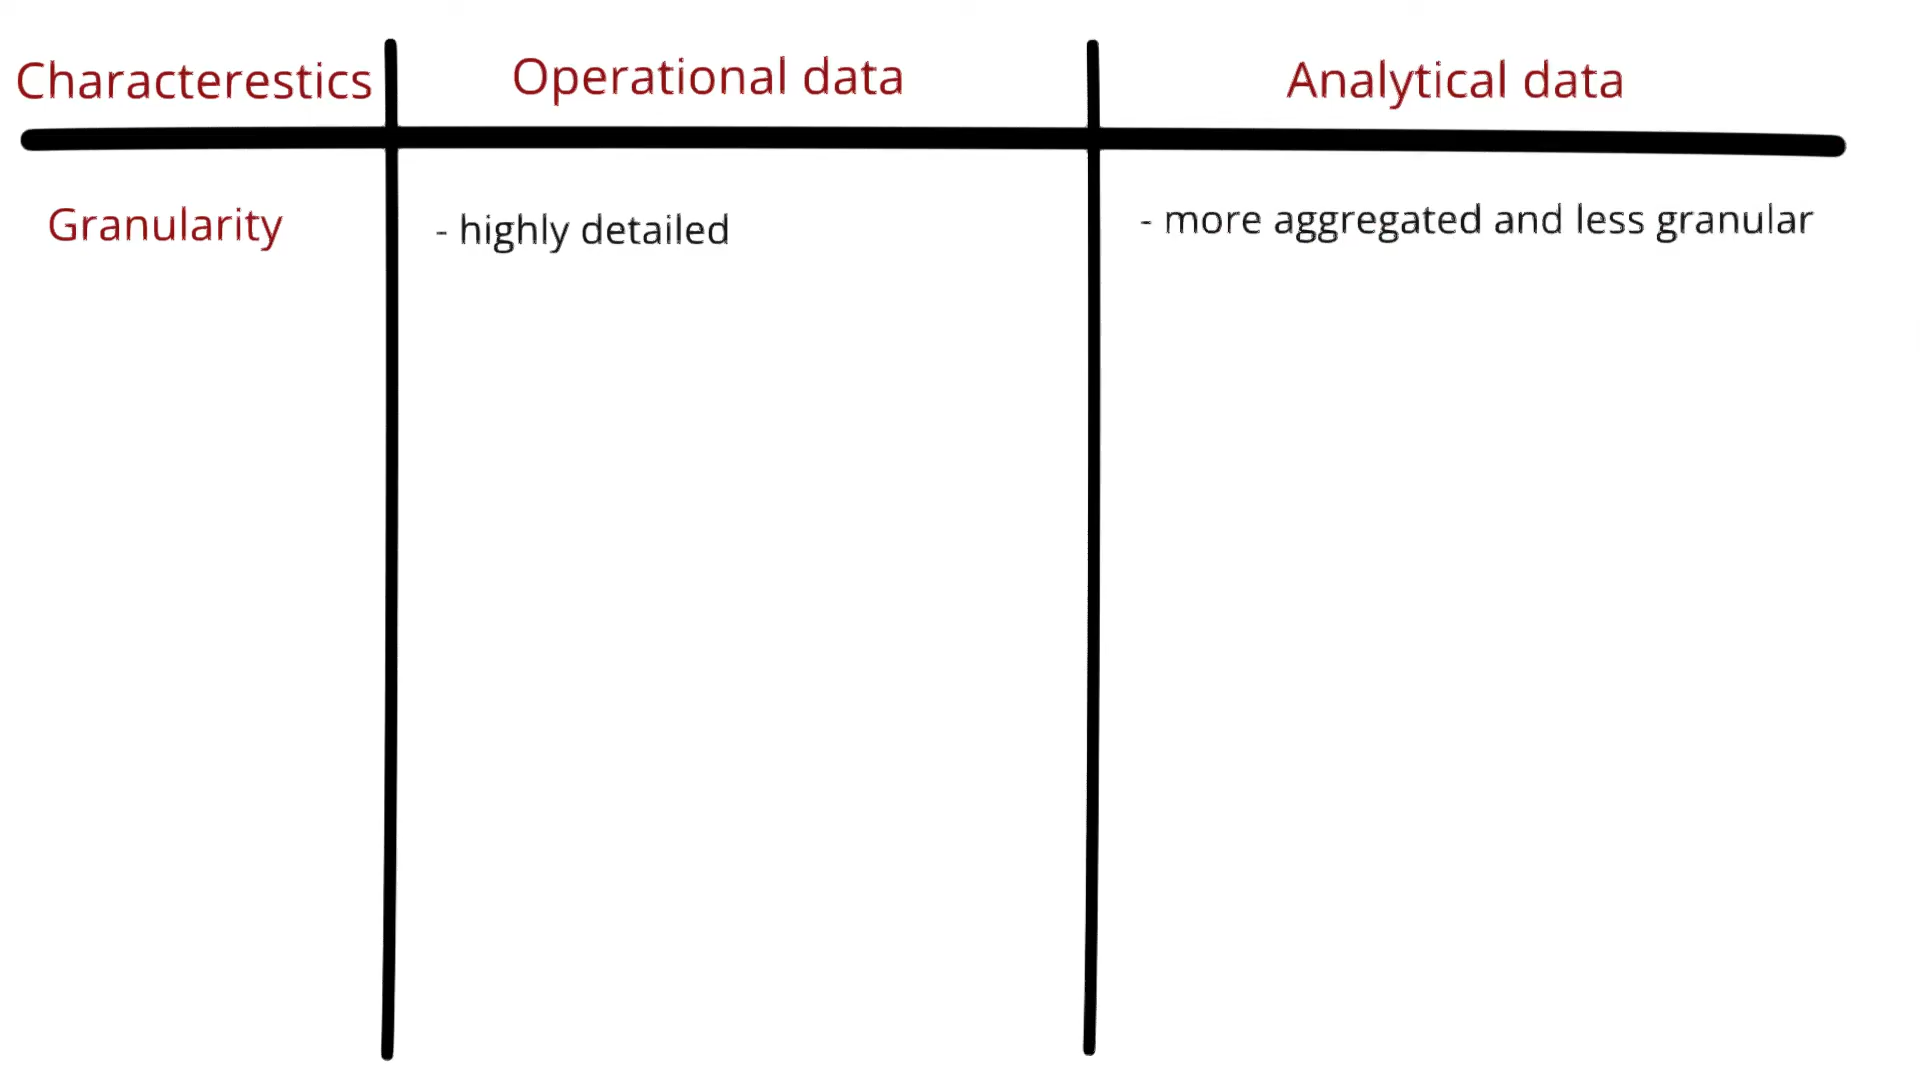 Characterestics Operational data Analytical data
Granularity - highly detailed - more aggregated and less granular